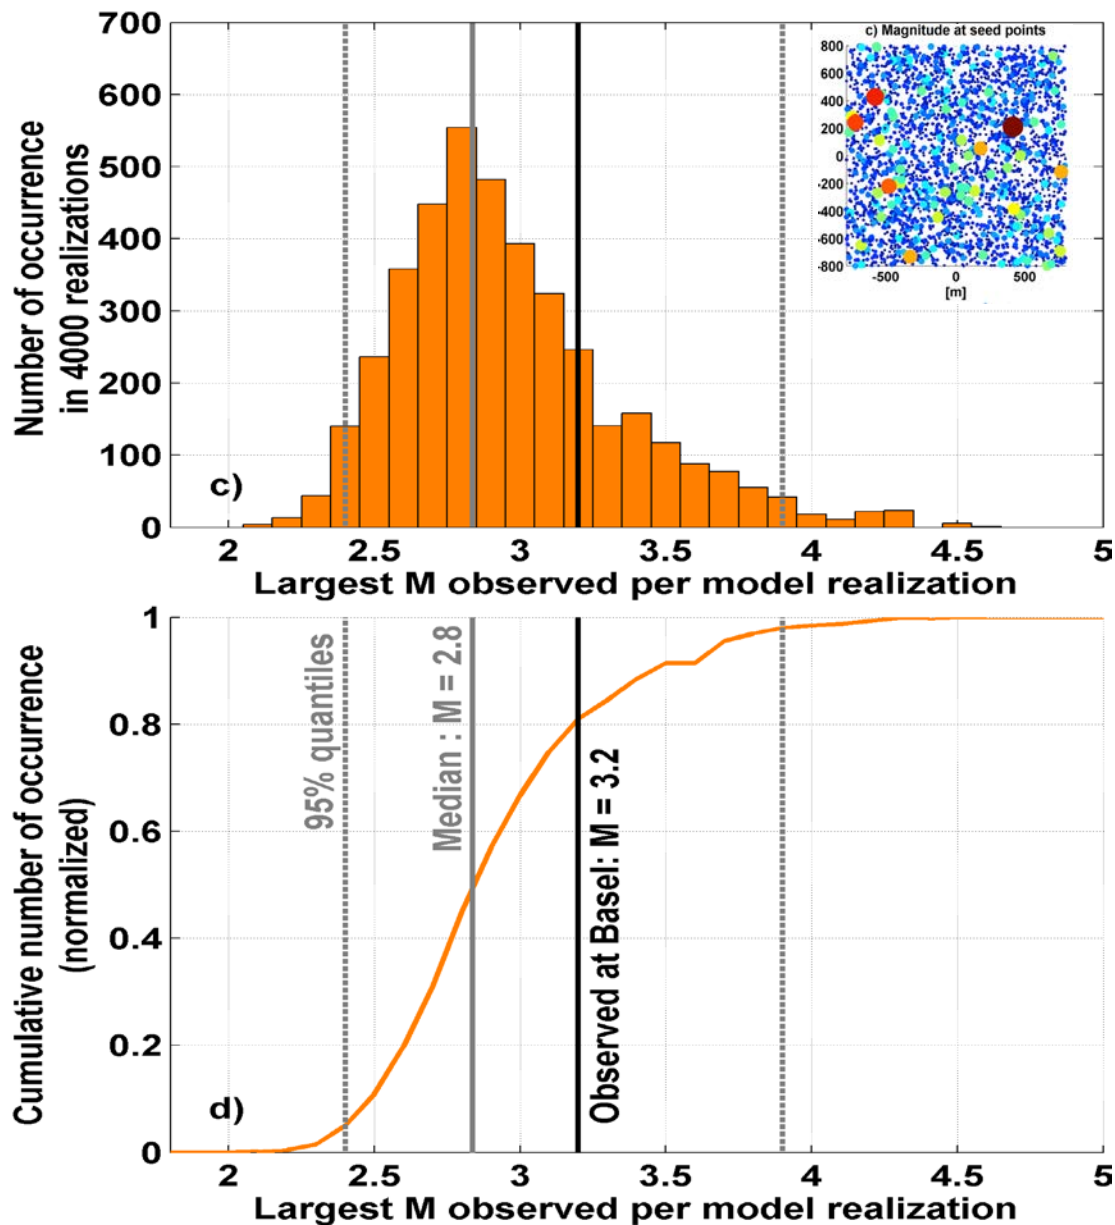 700
600
500
400
300
200
100
0
Number of occurrence
in 4000 realizations
c)
c) Magnitude at seed points
800
600
400
200
0
-200
-400
-600
-800
-500 0 500
[m]
2 2.5 3 3.5 4 4.5 5
Largest M observed per model realization
1
0.8
0.6
0.4
0.2
0
Cumulative number of occurrence
(normalized)
95% quantiles
Median : M = 2.8
Observed at Basel: M = 3.2
d)
2 2.5 3 3.5 4 4.5 5
Largest M observed per model realization